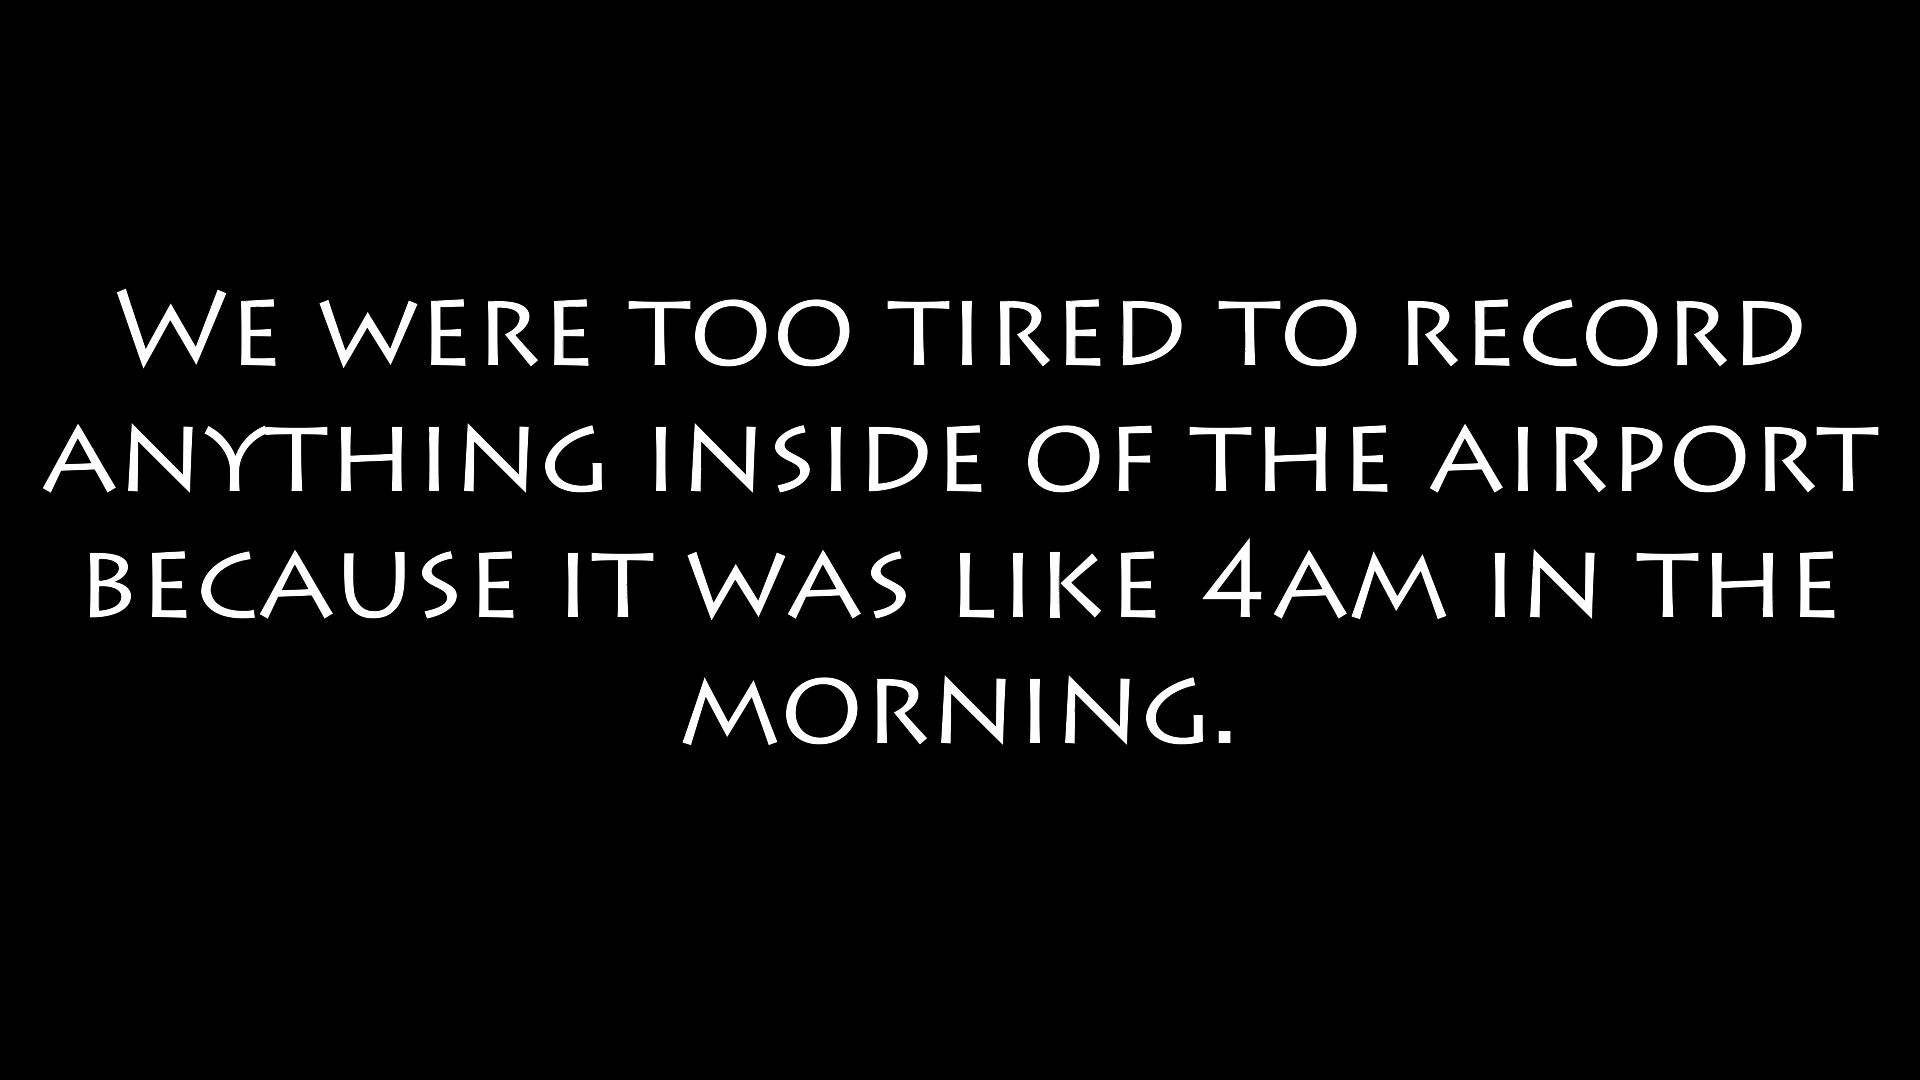 We were too tired to record
anything inside of the airport
because it was like 4am in the
morning.